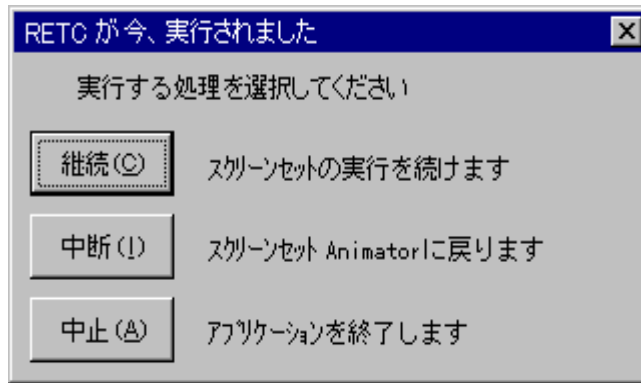 RETC が今、実行されました
実行する処理を選択してください
継続(C) ｽｸﾘｰﾝｾｯﾄの実行を続けます
中断(I) ｽｸﾘｰﾝｾｯﾄ Animatorに戻ります
中止(A) ｱﾌﾟﾘｹｰｼｮﾝを終了します